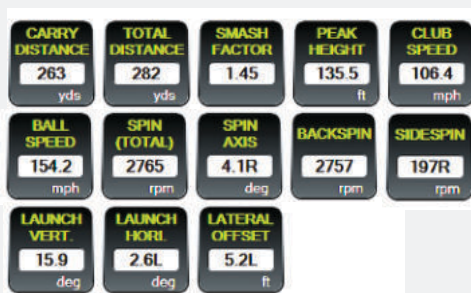 CARRY DISTANCE
263
yds
TOTAL DISTANCE
282
yds
SMASH FACTOR
1.45
PEAK HEIGHT
135.5
ft
CLUB SPEED
106.4
mph
BALL SPEED
154.2
mph
SPIN (TOTAL)
2765
rpm
SPIN AXIS
4.1R
deg
BACKSPIN
2757
rpm
SIDESPIN
197R
rpm
LAUNCH VERT.
15.9
deg
LAUNCH HORI.
2.6L
deg
LATERAL OFFSET
5.2L
ft